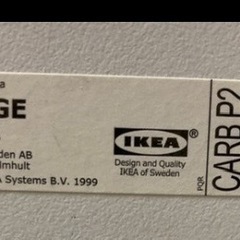 a
GE
den AB
lmhult
A Systems B.V. 1999
IKEA
®
Design and Quality
IKEA of Sweden
PQR
CARB P2